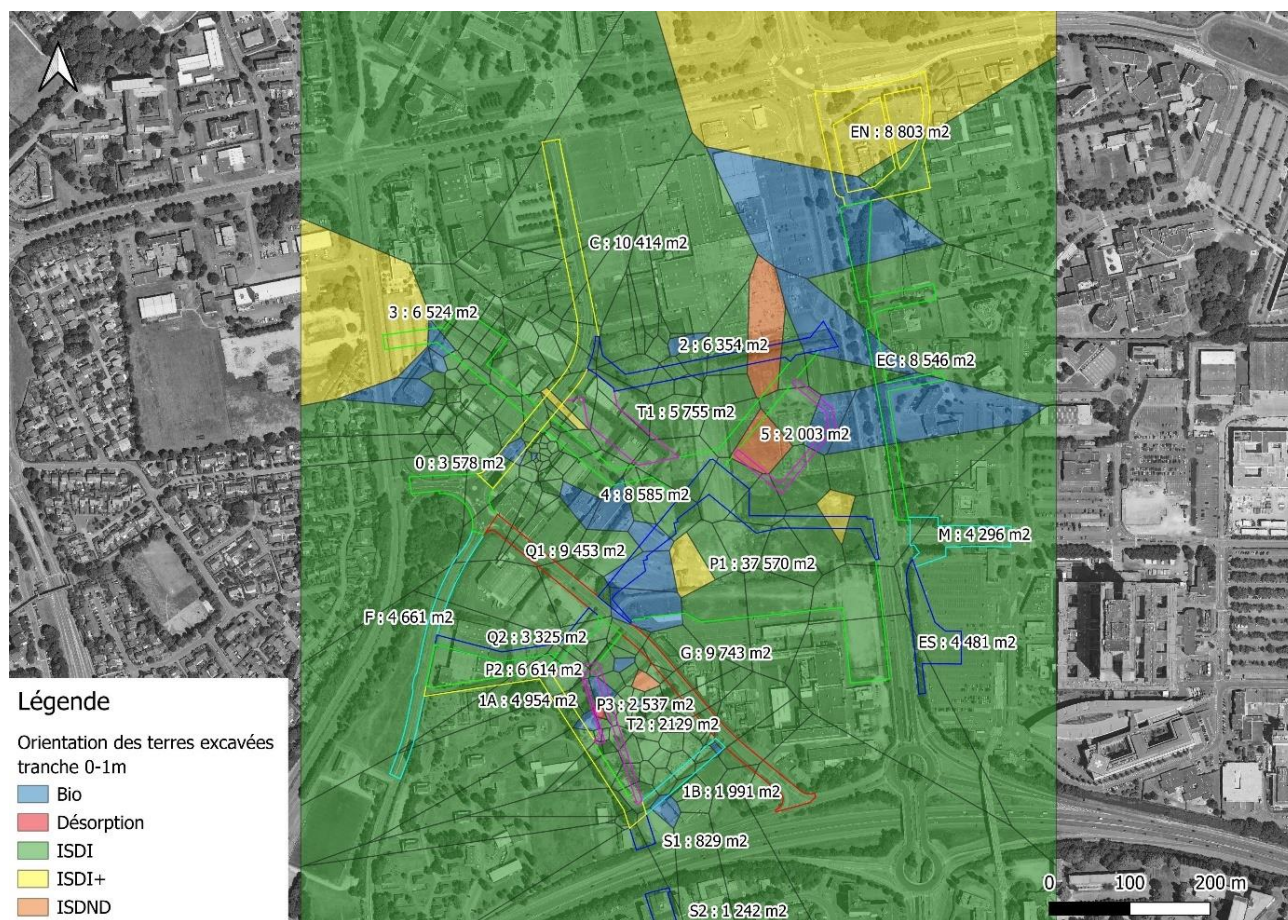 EN : 8 803 m2
C : 10 414 m2
3 : 6 524 m2
2 : 6 354 m2
EC : 8 546 m2
T1 : 5 755 m2
5 : 2 003 m2
0 : 3 578 m2
4 : 8 585 m2
M : 4 296 m2
Q1 : 9 453 m2
P1 : 37 570 m2
F : 4 661 m2
Q2 : 3 325 m2
ES : 4 481 m2
G : 9 743 m2
P2 : 6 614 m2
1A : 4 954 m2
P3 : 2 537 m2
T2 : 2129 m2
1B : 1 991 m2
S1 : 829 m2
S2 : 1 242 m2
Légende
Orientation des terres excavées
tranche 0-1m
Bio
Désorption
ISDI
ISDI+
ISDND
0 100 200 m